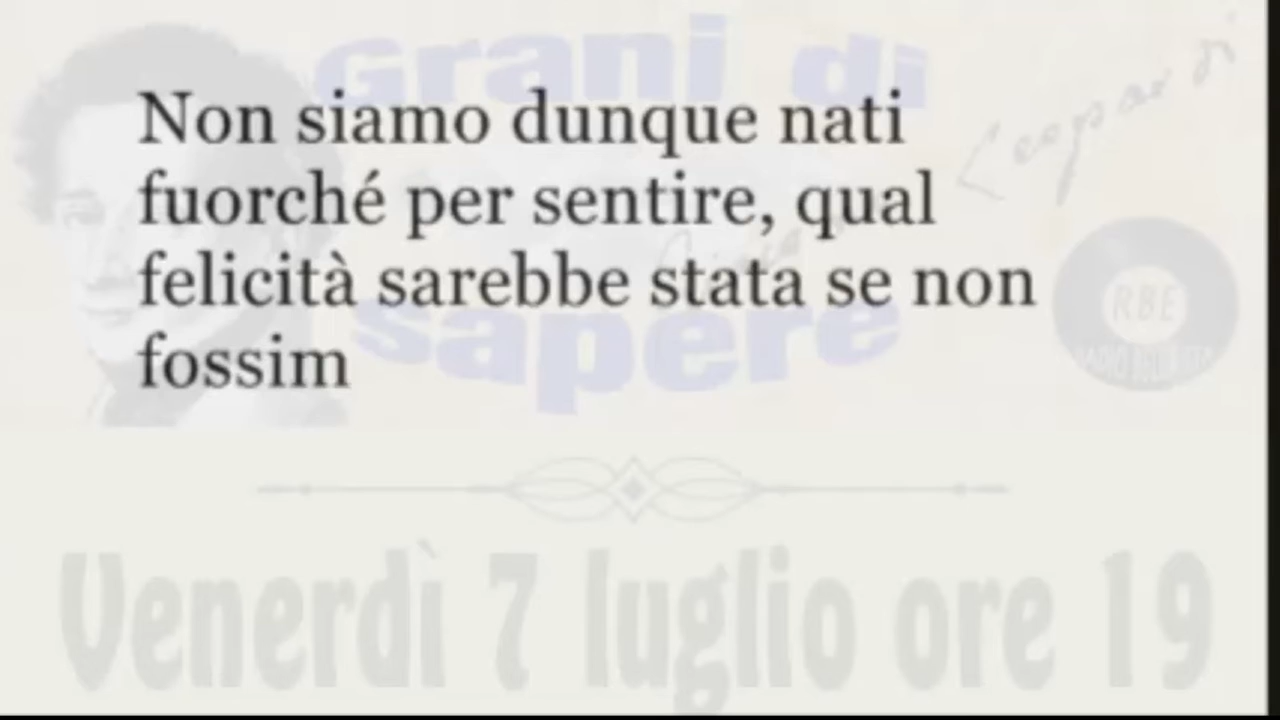 Grani di
Leopardi
Non siamo dunque nati
fuorché per sentire, qual
felicità sarebbe stata se non
fossim
sapere
RBE
Venerdì 7 luglio ore 19